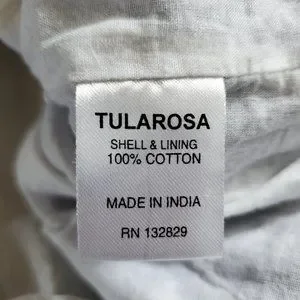 TULAROSA
SHELL & LINING
100% COTTON
MADE IN INDIA
RN 132829